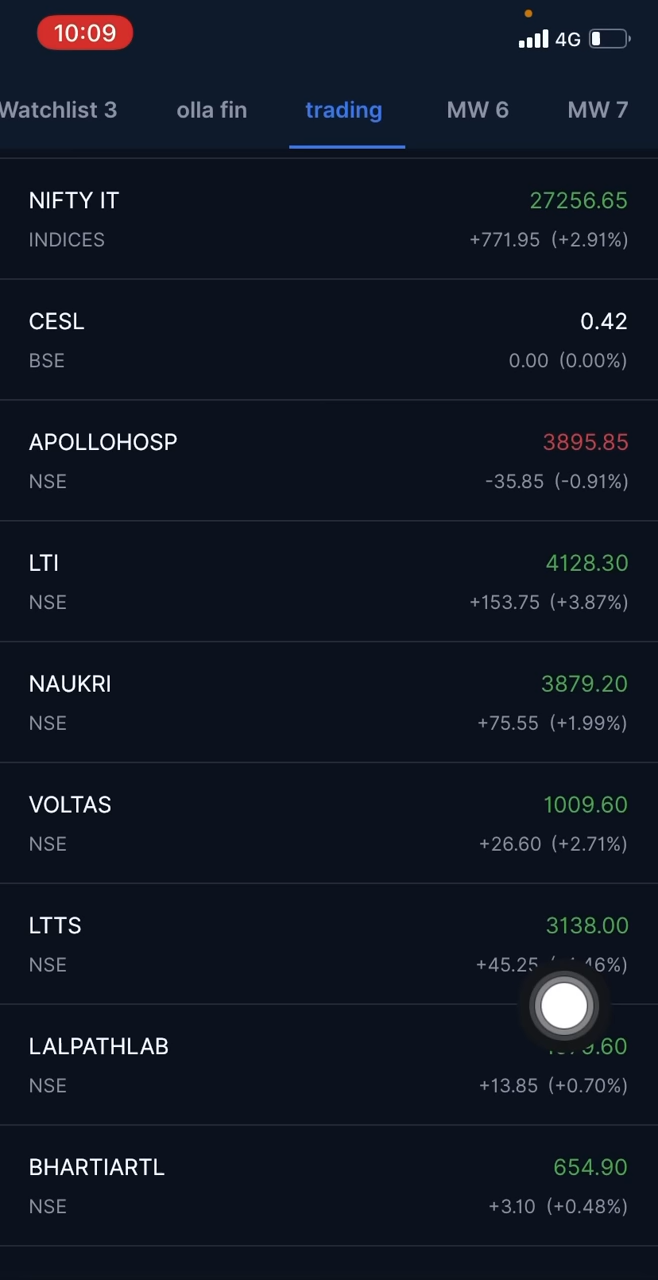 10:09
4G
Watchlist 3 olla fin trading MW 6 MW 7
NIFTY IT 27256.65
INDICES +771.95 (+2.91%)
CESL 0.42
BSE 0.00 (0.00%)
APOLLOHOSP 3895.85
NSE -35.85 (-0.91%)
LTI 4128.30
NSE +153.75 (+3.87%)
NAUKRI 3879.20
NSE +75.55 (+1.99%)
VOLTAS 1009.60
NSE +26.60 (+2.71%)
LTTS 3138.00
NSE +45.25
LALPATHLAB
NSE +13.85 (+0.70%)
BHARTIARTL 654.90
NSE +3.10 (+0.48%)